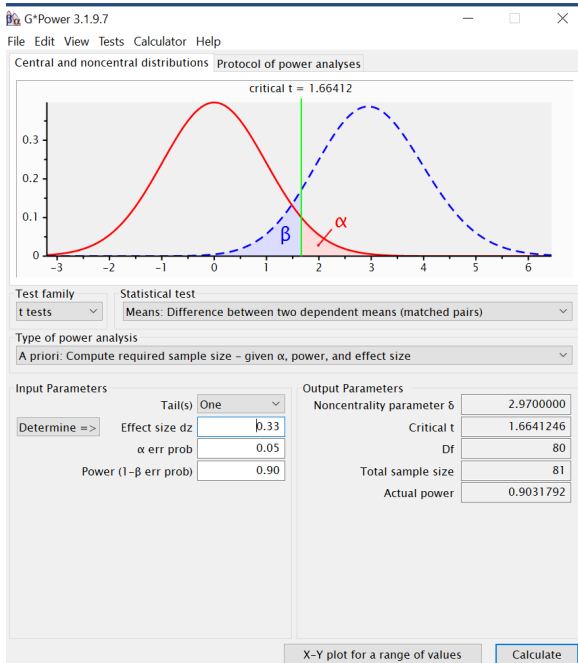 βα G*Power 3.1.9.7
File Edit View Tests Calculator Help
Central and noncentral distributions Protocol of power analyses
critical t = 1.66412
0.3
0.2
0.1
0
β
α
-3 -2 -1 0 1 2 3 4 5 6
Test family Statistical test
t tests Means: Difference between two dependent means (matched pairs)
Type of power analysis
A priori: Compute required sample size – given α, power, and effect size
Input Parameters
Tail(s) One
Determine => Effect size dz 0.33
α err prob 0.05
Power (1-β err prob) 0.90
Output Parameters
Noncentrality parameter δ 2.9700000
Critical t 1.6641246
Df 80
Total sample size 81
Actual power 0.9031792
X-Y plot for a range of values Calculate